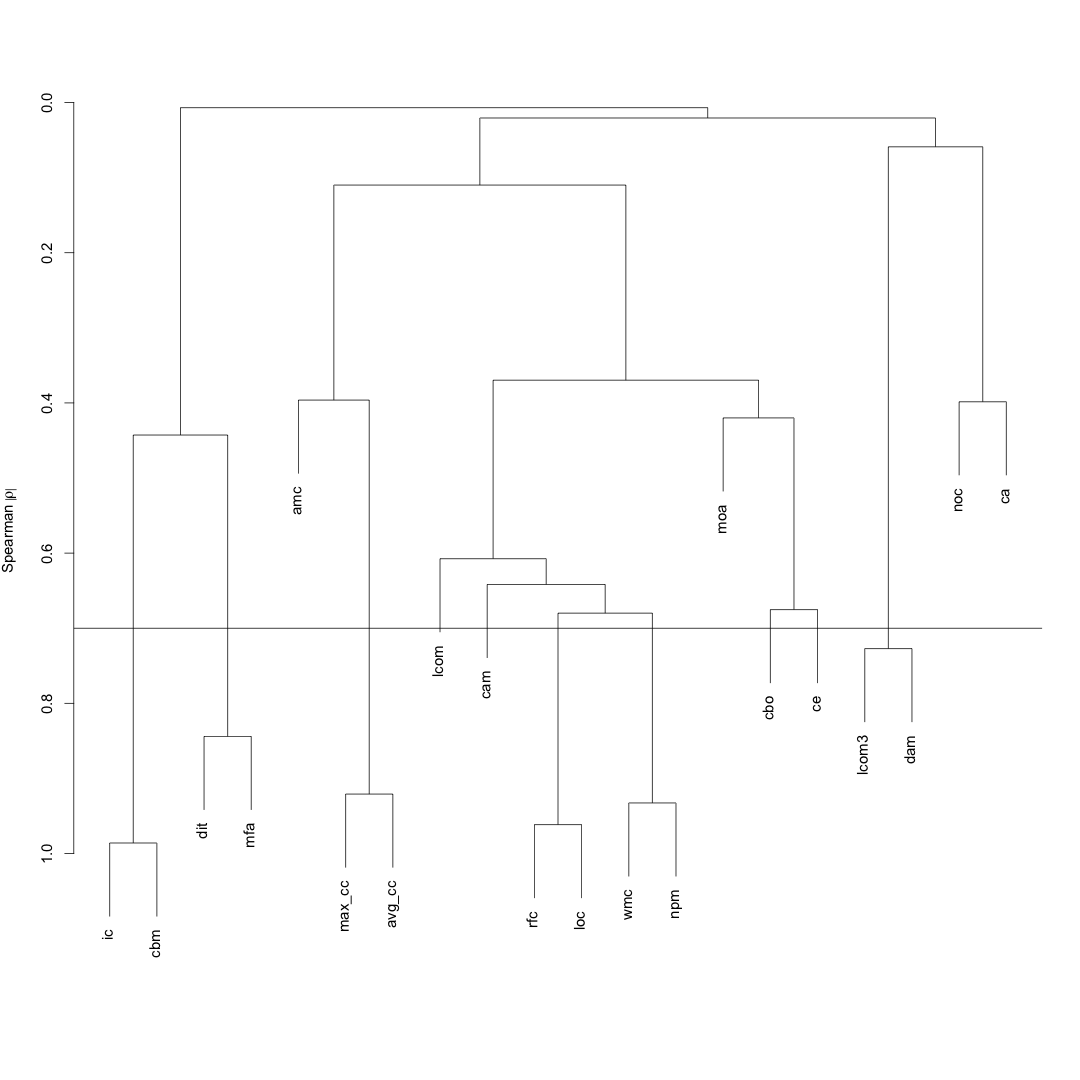 Spearman |ρ|
0.0
0.2
0.4
0.6
0.8
1.0
ic
cbm
dit
mfa
amc
max_cc
avg_cc
lcom
cam
rfc
loc
wmc
npm
moa
cbo
ce
lcom3
dam
noc
ca